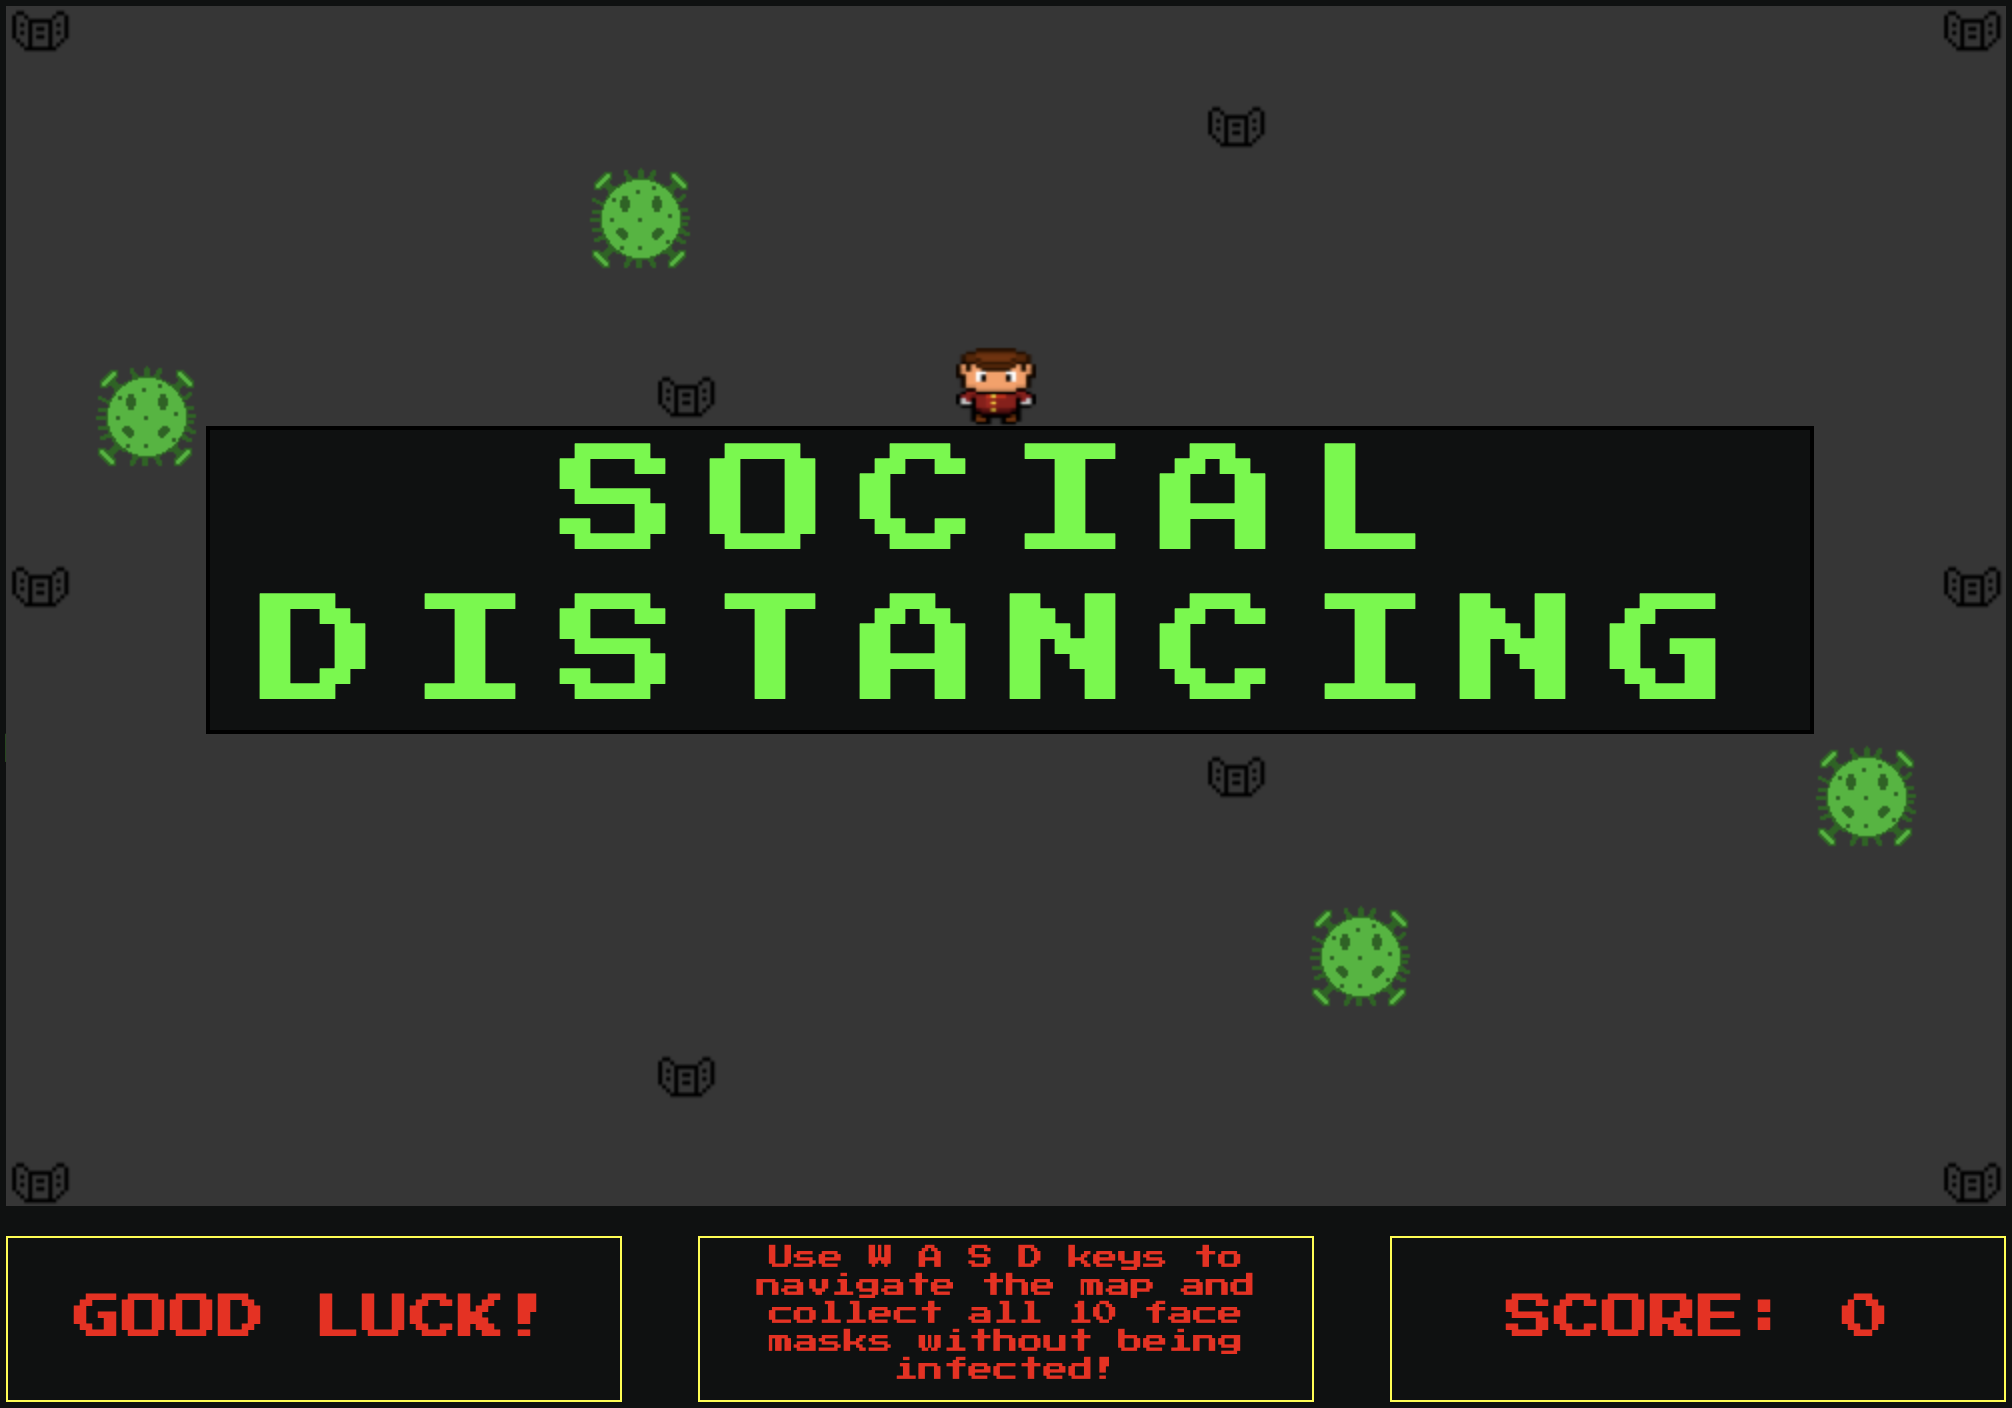 SOCIAL
DISTANCING
GOOD LUCK!
Use W A S D keys to
navigate the map and
collect all 10 face
masks without being
infected!
SCORE: 0